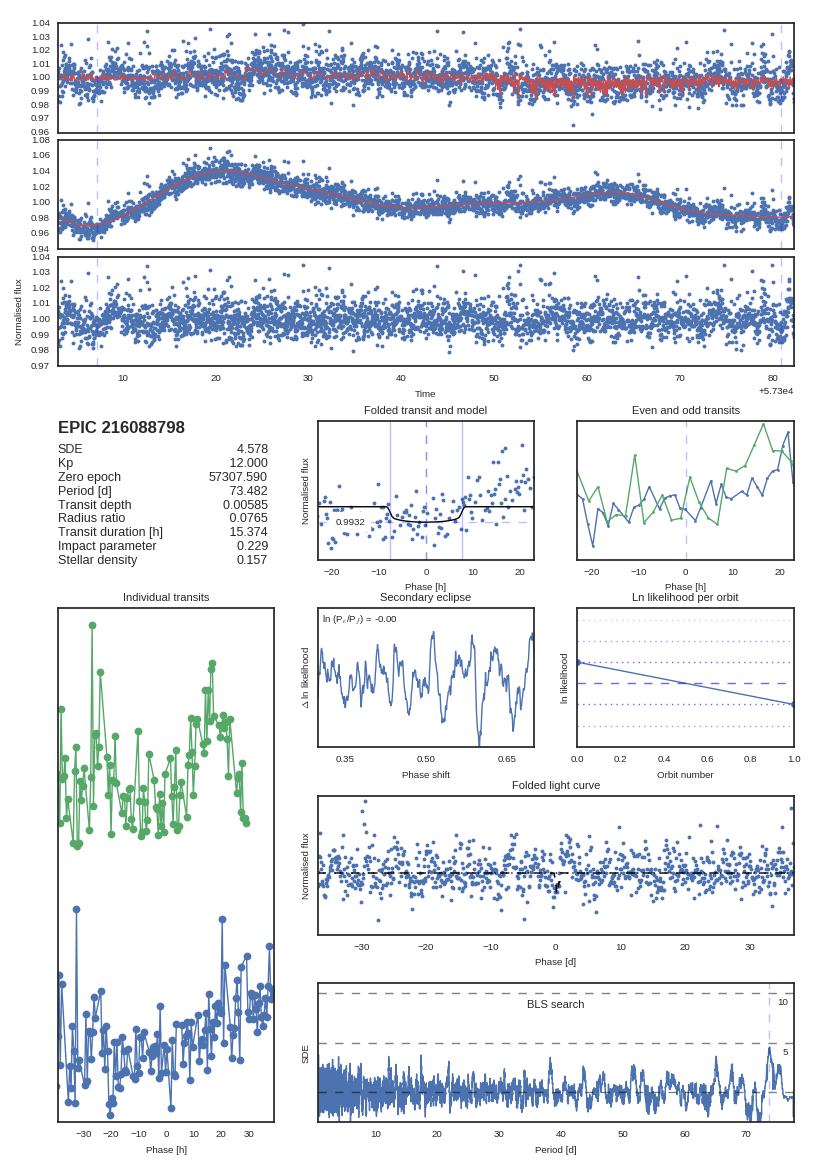 1.04
1.03
1.02
1.01
1.00
0.99
0.98
0.97
0.96
1.08
1.06
1.04
1.02
1.00
0.98
0.96
0.94
1.04
1.03
1.02
1.01
1.00
0.99
0.98
0.97
Normalised flux
10 20 30 40 50 60 70 80
Time
+5.73e4
EPIC 216088798
SDE 4.578
Kp 12.000
Zero epoch 57307.590
Period [d] 73.482
Transit depth 0.00585
Radius ratio 0.0765
Transit duration [h] 15.374
Impact parameter 0.229
Stellar density 0.157
Folded transit and model
Normalised flux
0.9932
−20 −10 0 10 20
Phase [h]
Even and odd transits
−20 −10 0 10 20
Phase [h]
Individual transits
−30 −20 −10 0 10 20 30
Phase [h]
Secondary eclipse
ln (Pₑ/P𝑓) = -0.00
Δ ln likelihood
0.35 0.50 0.65
Phase shift
Ln likelihood per orbit
ln likelihood
0.0 0.2 0.4 0.6 0.8 1.0
Orbit number
Folded light curve
Normalised flux
−30 −20 −10 0 10 20 30
Phase [d]
BLS search
10
5
SDE
10 20 30 40 50 60 70
Period [d]